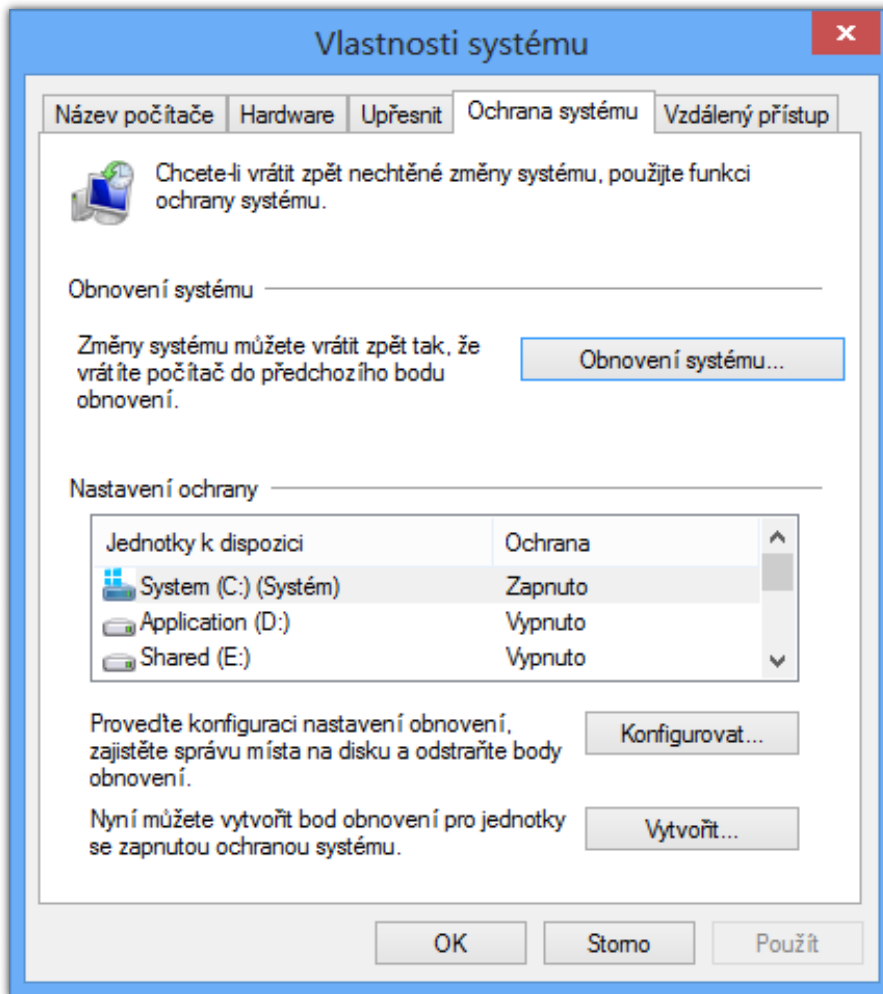 Vlastnosti systému
Název počítače Hardware Upřesnit Ochrana systému Vzdálený přístup
Chcete-li vrátit zpět nechtěné změny systému, použijte funkci
ochrany systému.
Obnovení systému
Změny systému můžete vrátit zpět tak, že
vrátíte počítač do předchozího bodu
obnovení.
Obnovení systému...
Nastavení ochrany
Jednotky k dispozici Ochrana
System (C:) (Systém) Zapnuto
Application (D:) Vypnuto
Shared (E:) Vypnuto
Proveďte konfiguraci nastavení obnovení,
zajistěte správu místa na disku a odstraňte body
obnovení.
Konfigurovat...
Nyní můžete vytvořit bod obnovení pro jednotky
se zapnutou ochranou systému.
Vytvořit...
OK Storno Použít